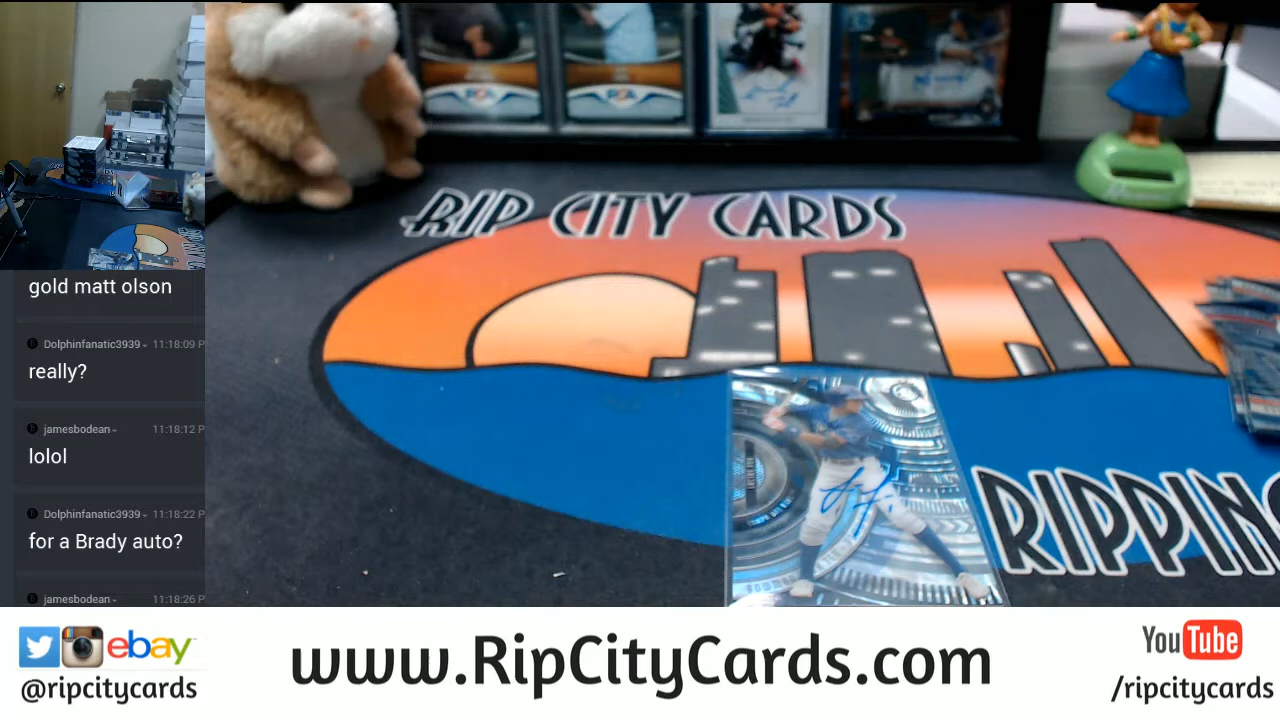 gold matt olson
Dolphinfanatic3939 11:18:09 P
really?
jamesbodean 11:18:12 P
lolol
Dolphinfanatic3939 11:18:22 P
for a Brady auto?
jamesbodean 11:18:26 P
RIP CITY CARDS
RIPPING
ebay
@ripcitycards
www.RipCityCards.com
YouTube
/ripcitycards